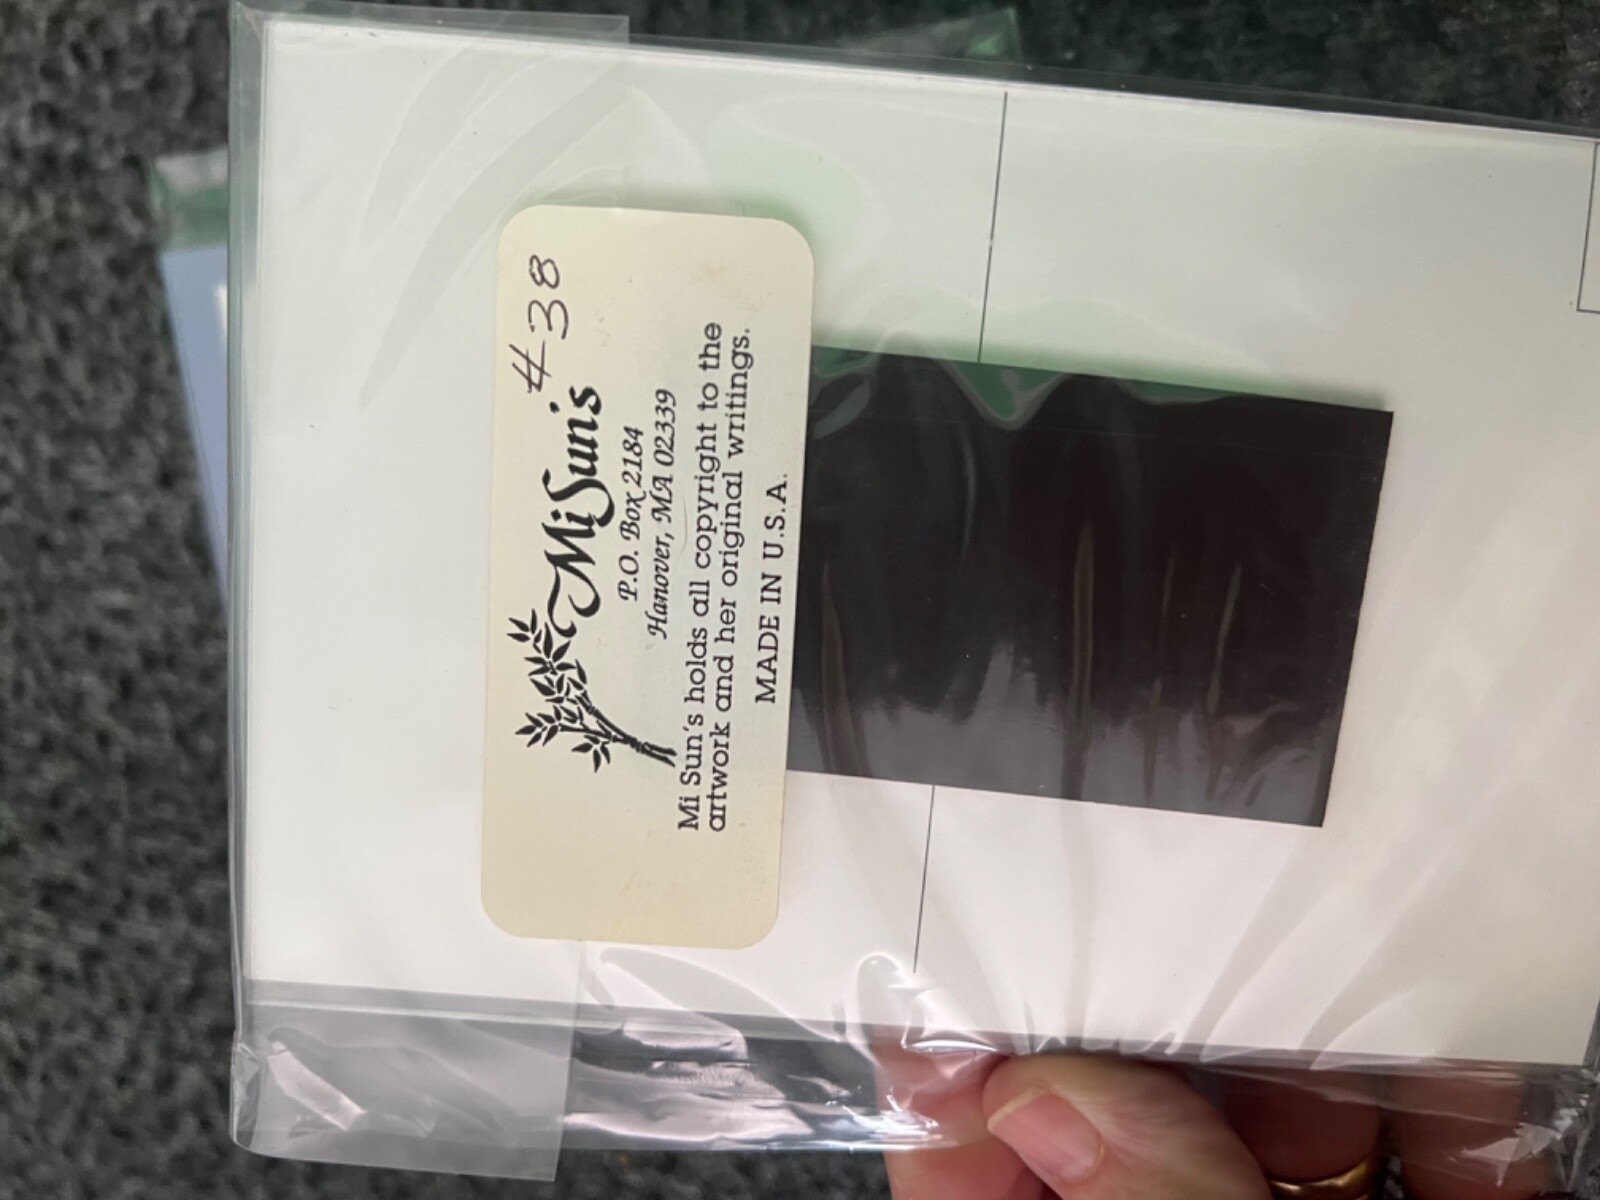 #38
Mi Sun's
P.O. Box 2184
Hanover, MA 02339
Mi Sun's holds all copyright to the
artwork and her original writings.
MADE IN U.S.A.